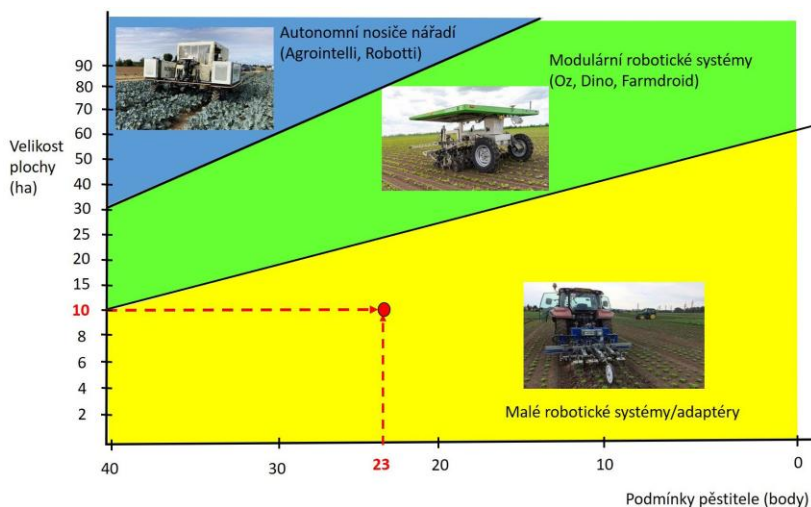 Autonomní nosiče nářadí
(Agrointelli, Robotti)
Modulární robotické systémy
(Oz, Dino, Farmdroid)
Velikost
plochy
(ha)
90
80
70
60
50
40
30
25
20
15
10
8
6
4
2
Malé robotické systémy/adaptéry
40
30
23
20
10
0
Podmínky pěstitele (body)